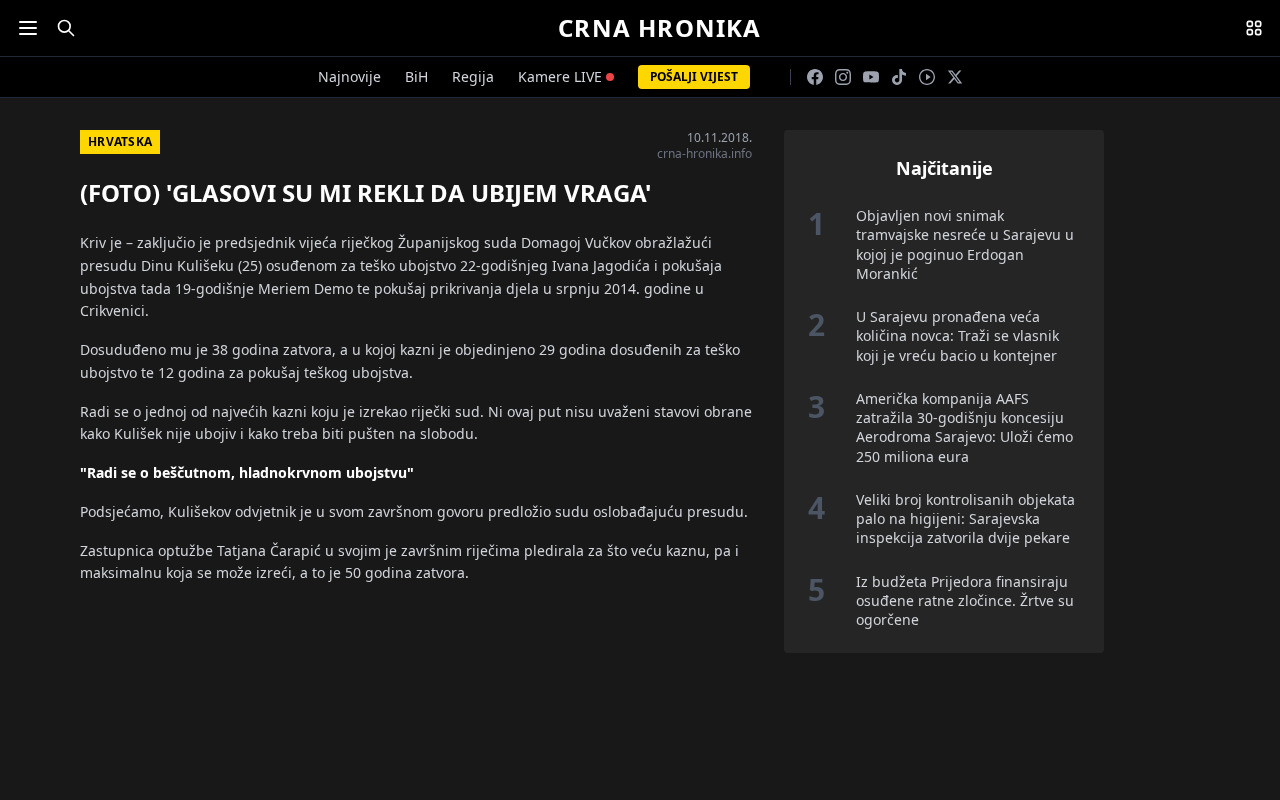 CRNA HRONIKA
Najnovije
BiH
Regija
Kamere LIVE
POŠALJI VIJEST
HRVATSKA
10.11.2018.
crna-hronika.info
(FOTO) 'GLASOVI SU MI REKLI DA UBIJEM VRAGA'
Kriv je – zaključio je predsjednik vijeća riječkog Županijskog suda Domagoj Vučkov obražlažući
presudu Dinu Kulišeku (25) osuđenom za teško ubojstvo 22-godišnjeg Ivana Jagodića i pokušaja
ubojstva tada 19-godišnje Meriem Demo te pokušaj prikrivanja djela u srpnju 2014. godine u
Crikvenici.
Dosuduđeno mu je 38 godina zatvora, a u kojoj kazni je objedinjeno 29 godina dosuđenih za teško
ubojstvo te 12 godina za pokušaj teškog ubojstva.
Radi se o jednoj od najvećih kazni koju je izrekao riječki sud. Ni ovaj put nisu uvaženi stavovi obrane
kako Kulišek nije ubojiv i kako treba biti pušten na slobodu.
"Radi se o beščutnom, hladnokrvnom ubojstvu"
Podsjećamo, Kulišekov odvjetnik je u svom završnom govoru predložio sudu oslobađajuću presudu.
Zastupnica optužbe Tatjana Čarapić u svojim je završnim riječima pledirala za što veću kaznu, pa i
maksimalnu koja se može izreći, a to je 50 godina zatvora.
Najčitanije
1
Objavljen novi snimak
tramvajske nesreće u Sarajevu u
kojoj je poginuo Erdogan
Morankić
2
U Sarajevu pronađena veća
količina novca: Traži se vlasnik
koji je vreću bacio u kontejner
3
Američka kompanija AAFS
zatražila 30-godišnju koncesiju
Aerodroma Sarajevo: Uloži ćemo
250 miliona eura
4
Veliki broj kontrolisanih objekata
palo na higijeni: Sarajevska
inspekcija zatvorila dvije pekare
5
Iz budžeta Prijedora finansiraju
osuđene ratne zločince. Žrtve su
ogorčene